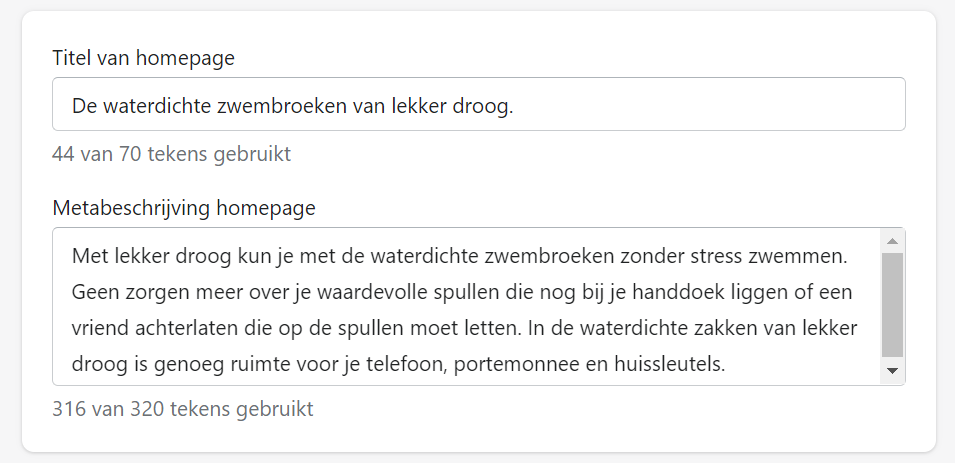 Titel van homepage
De waterdichte zwembroeken van lekker droog.
44 van 70 tekens gebruikt
Metabeschrijving homepage
Met lekker droog kun je met de waterdichte zwembroeken zonder stress zwemmen.
Geen zorgen meer over je waardevolle spullen die nog bij je handdoek liggen of een
vriend achterlaten die op de spullen moet letten. In de waterdichte zakken van lekker
droog is genoeg ruimte voor je telefoon, portemonnee en huissleutels.
316 van 320 tekens gebruikt